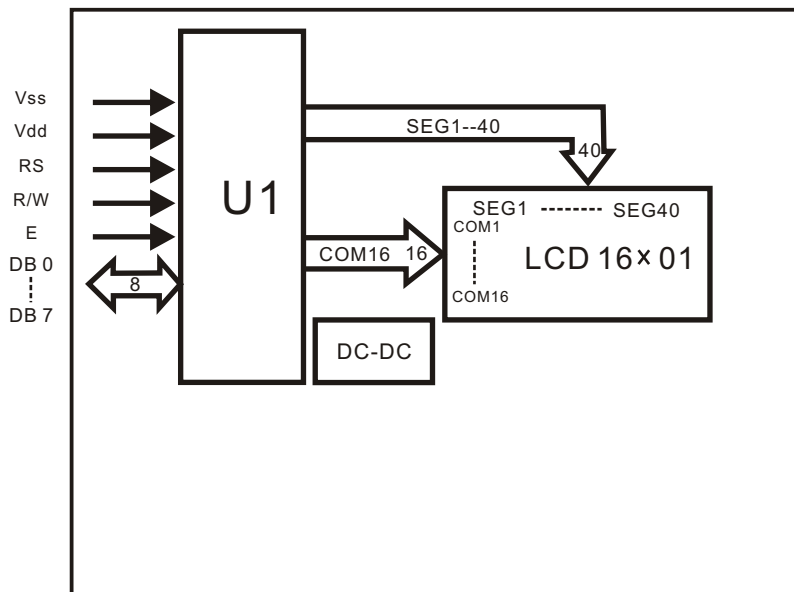 Vss
Vdd
RS
R/W
E
DB 0
DB 7
8
U1
SEG1--40
40
COM16 16
SEG1 SEG40
COM1
LCD 16×01
COM16
DC-DC